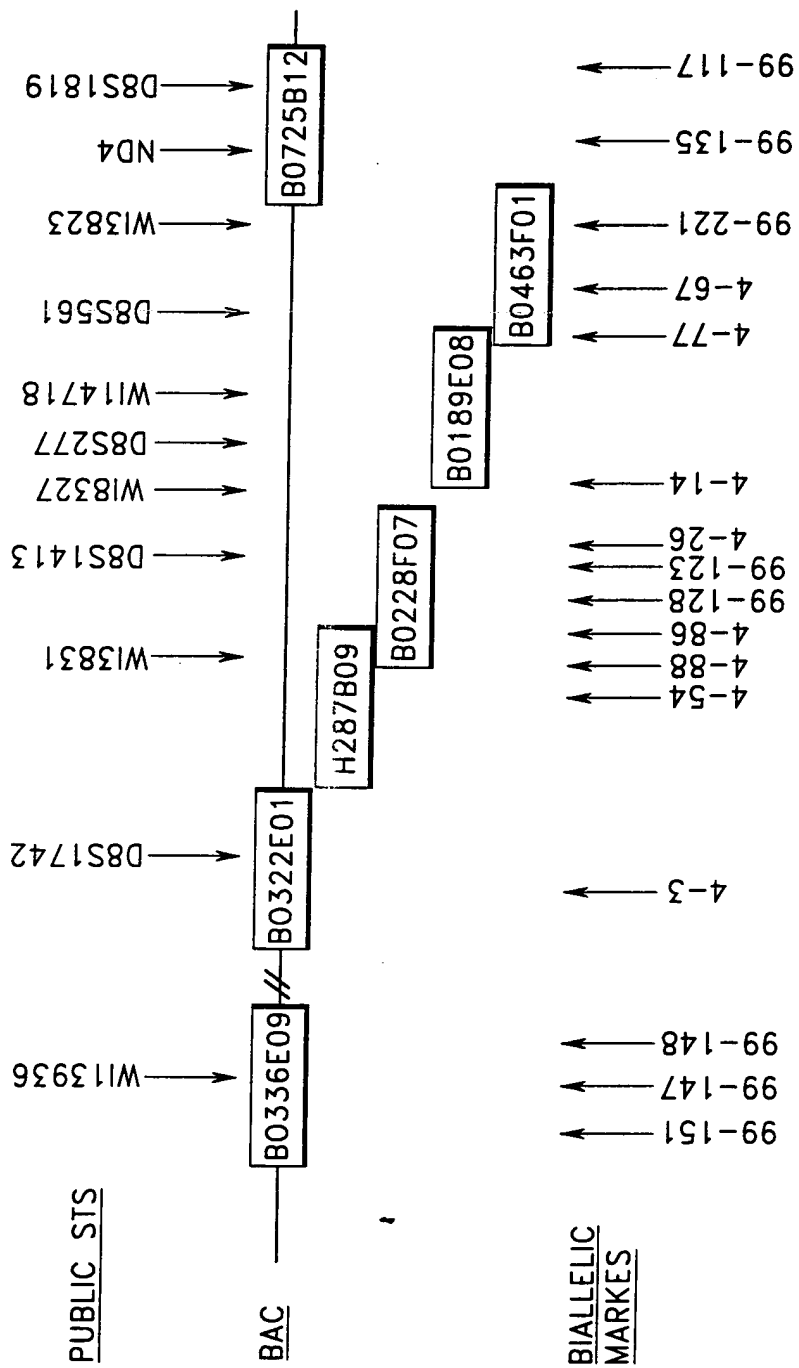 PUBLIC STS
WI13936
D8S1742
WI3831
D8S1413
WI8327
D8S277
WI14718
D8S561
WI3823
ND4
D8S1819
BAC
B0336E09
B0322E01
B0725B12
H287B09
B0228F07
B0189E08
B0463F01
BIALLELIC
MARKES
99-151
99-147
99-148
4-3
4-54
4-88
4-86
99-128
99-123
4-26
4-14
4-77
4-67
99-221
99-135
99-117